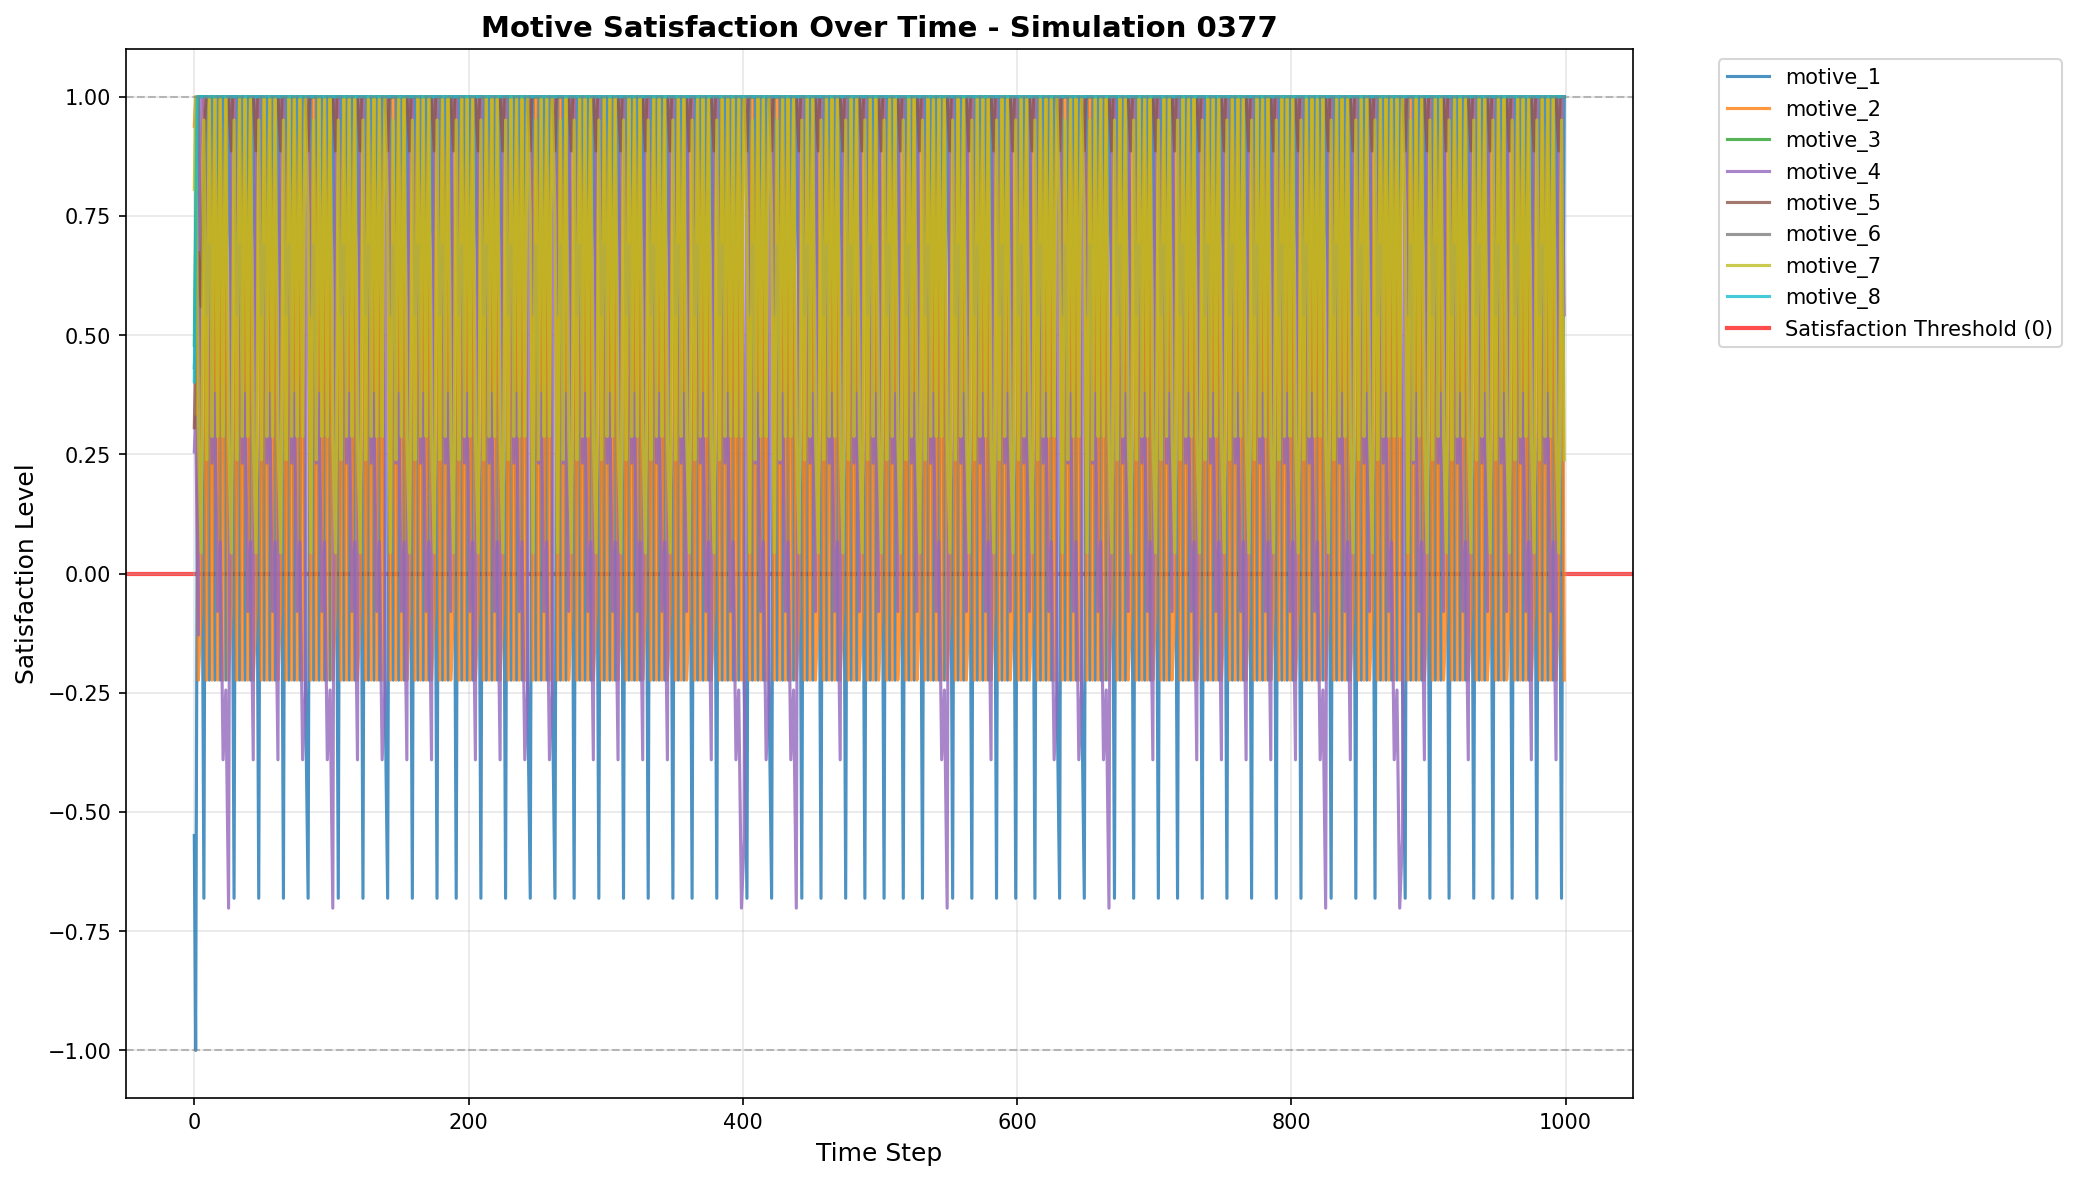 Motive Satisfaction Over Time - Simulation 0377
1.00
0.75
0.50
0.25
0.00
−0.25
−0.50
−0.75
−1.00
Satisfaction Level
0
200
400
600
800
1000
Time Step
motive_1
motive_2
motive_3
motive_4
motive_5
motive_6
motive_7
motive_8
Satisfaction Threshold (0)